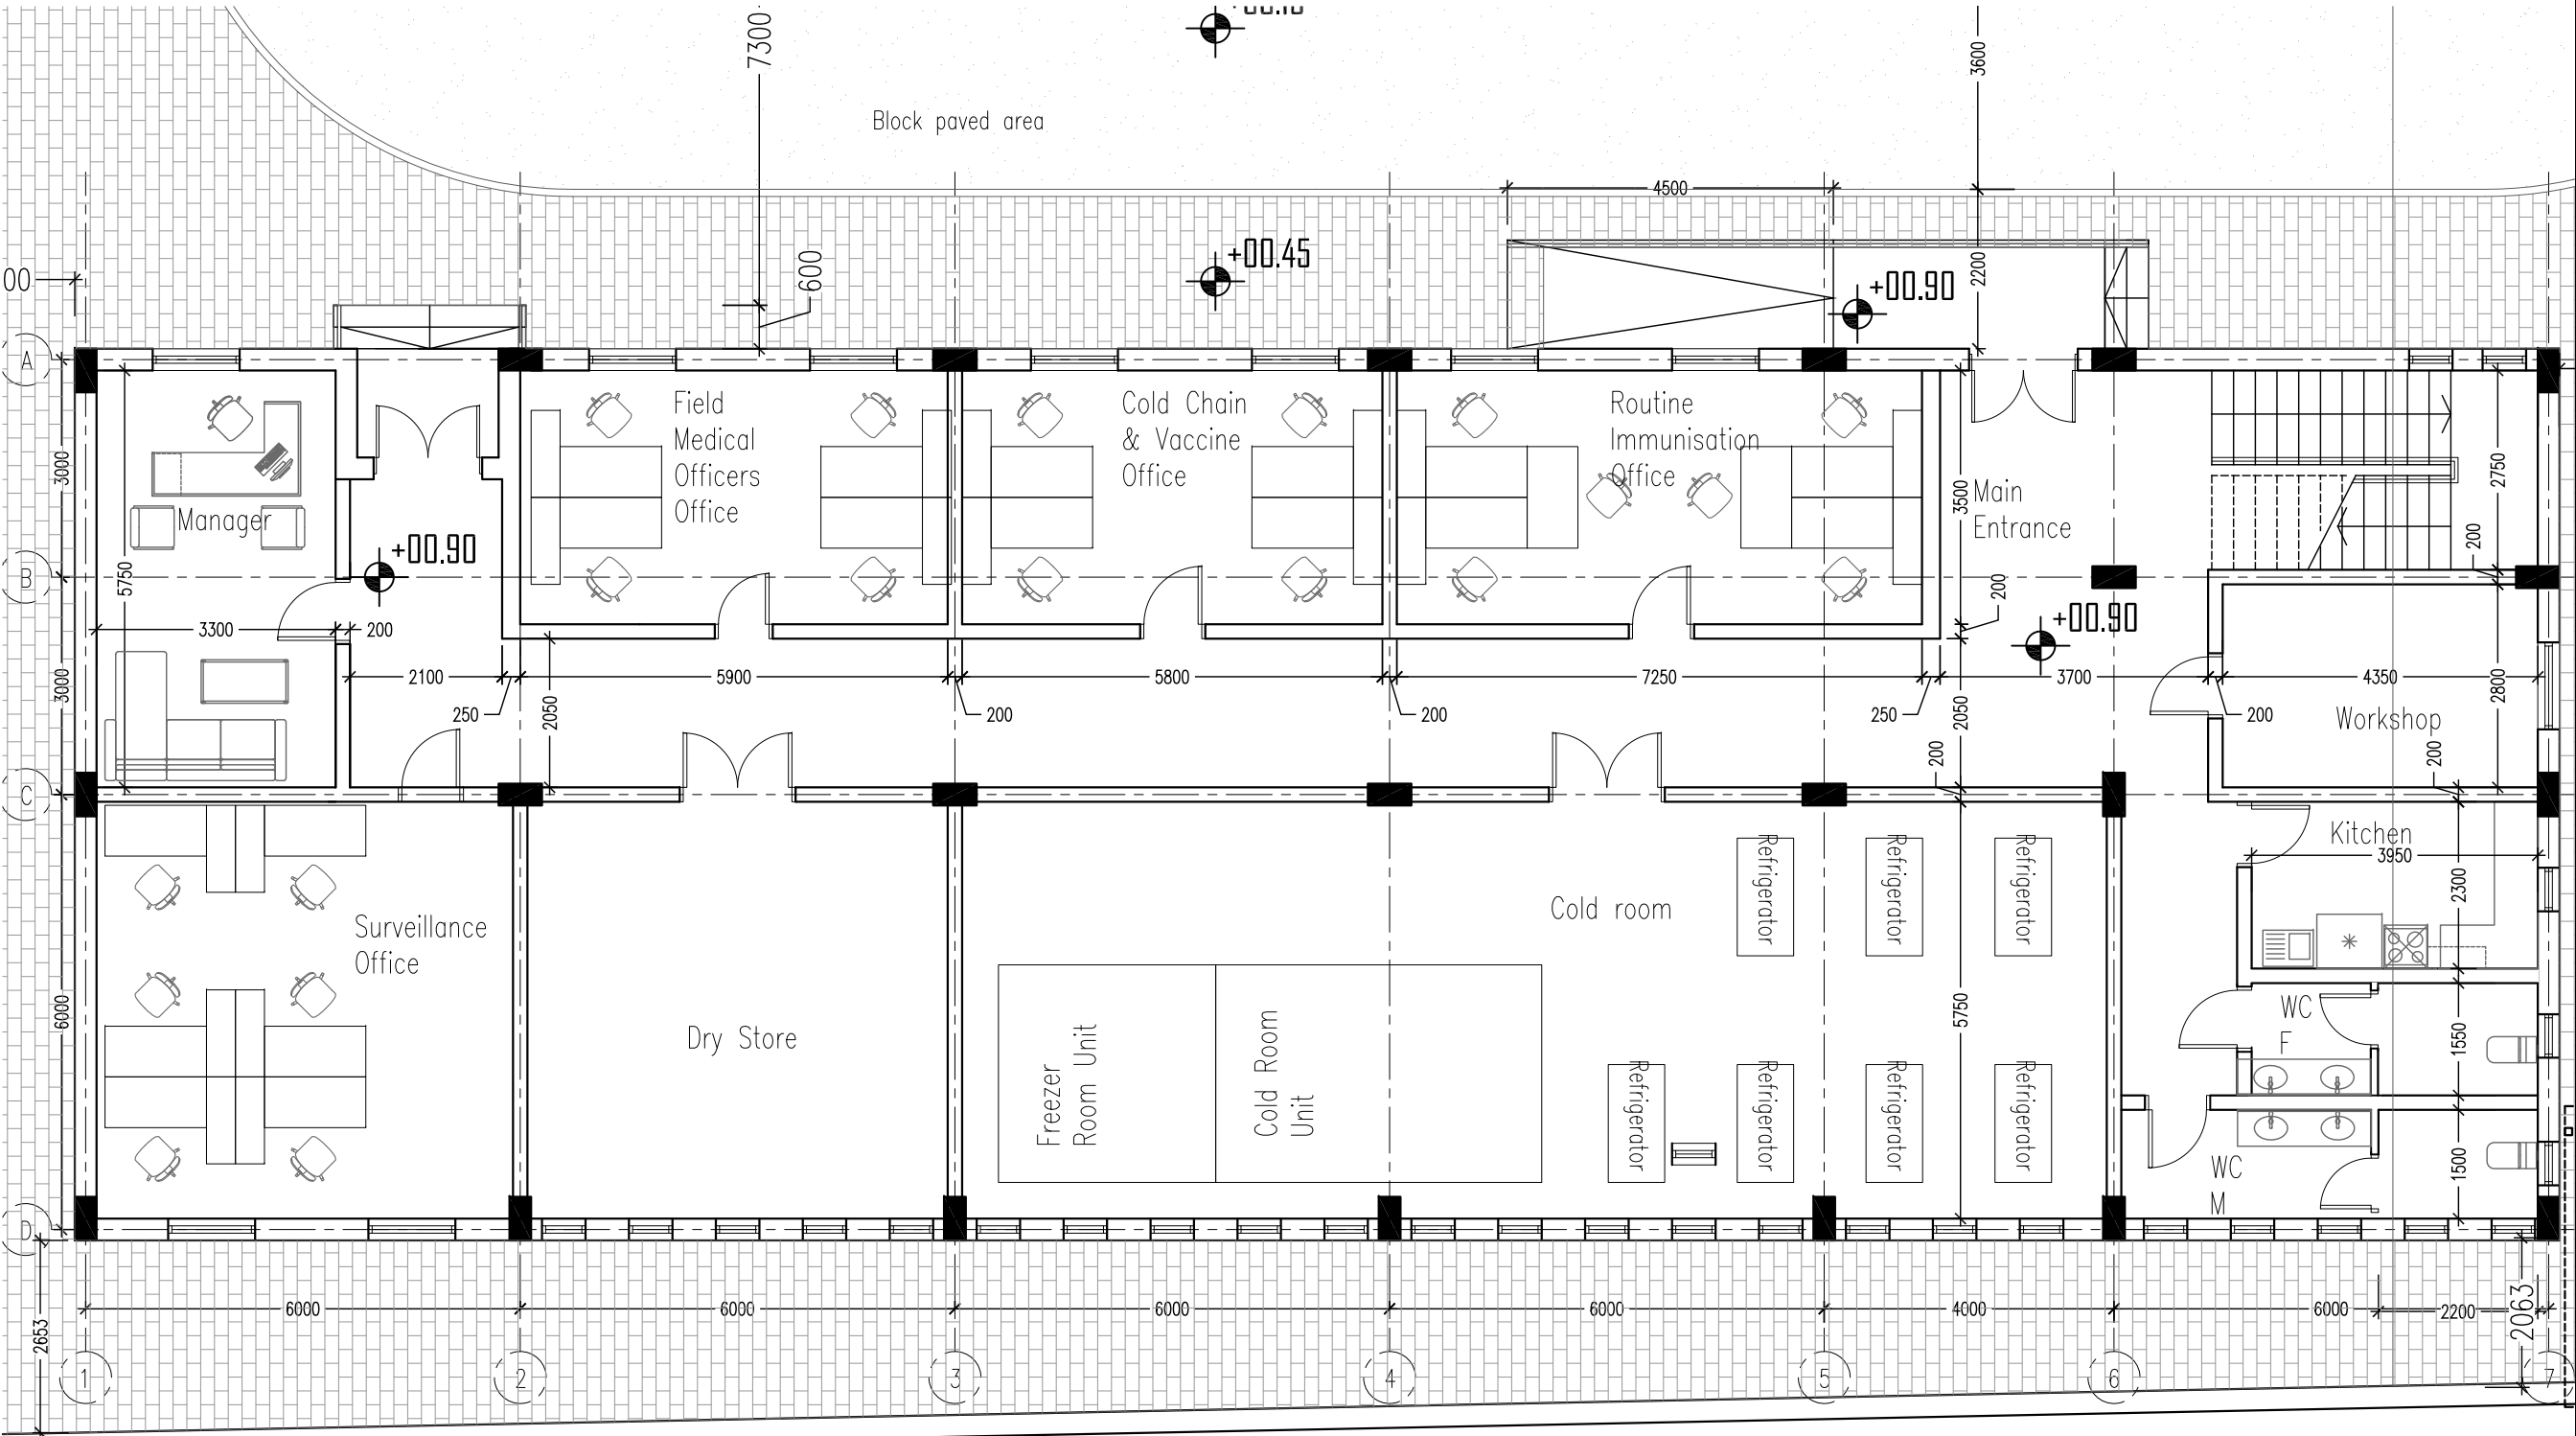 7300
Block paved area
3600
4500
600
+00.45
2200
+00.90
00
A
Field
Medical
Officers
Office
Cold Chain
& Vaccine
Office
Routine
Immunisation
Office
Main
Entrance
Manager
3000
5750
3500
2750
200
+00.90
B
3300
200
200
+00.90
3000
2100
250
5900
2050
200
5800
200
7250
250
2050
200
3700
200
4350
2800
Workshop
200
C
Kitchen
3950
2300
Surveillance
Office
Cold room
Refrigerator
Refrigerator
Refrigerator
6000
Dry Store
Freezer
Room Unit
Cold Room
Unit
5750
WC
F
1550
Refrigerator
Refrigerator
Refrigerator
Refrigerator
WC
M
1500
D
2653
6000
6000
6000
6000
4000
6000
2200
2063
1
2
3
4
5
6
7